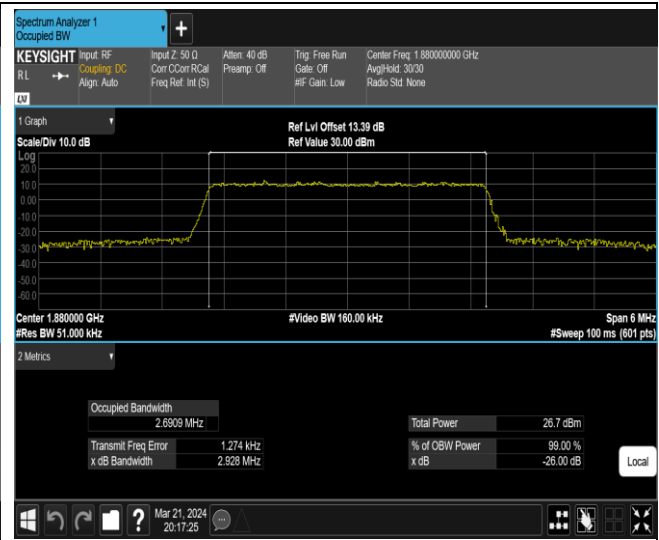 Spectrum Analyzer 1
Occupied BW
+
KEYSIGHT Input: RF Input Z: 50 Ω Atten: 40 dB Trig: Free Run Center Freq: 1.880000000 GHz
RL Coupling: DC Corr CCorr RCal Preamp: Off Gate: Off Avg|Hold: 30/30
Align: Auto Freq Ref: Int (S) #IF Gain: Low Radio Std: None
LXI
1 Graph Ref Lvl Offset 13.39 dB
Scale/Div 10.0 dB Ref Value 30.00 dBm
Log
20.0
10.0
0.00
-10.0
-20.0
-30.0
-40.0
-50.0
-60.0
Center 1.880000 GHz #Video BW 160.00 kHz Span 6 MHz
#Res BW 51.000 kHz #Sweep 100 ms (601 pts)
2 Metrics
Occupied Bandwidth
2.6909 MHz Total Power 26.7 dBm
Transmit Freq Error 1.274 kHz % of OBW Power 99.00 %
x dB Bandwidth 2.928 MHz x dB -26.00 dB
Local
? Mar 21, 2024
20:17:25